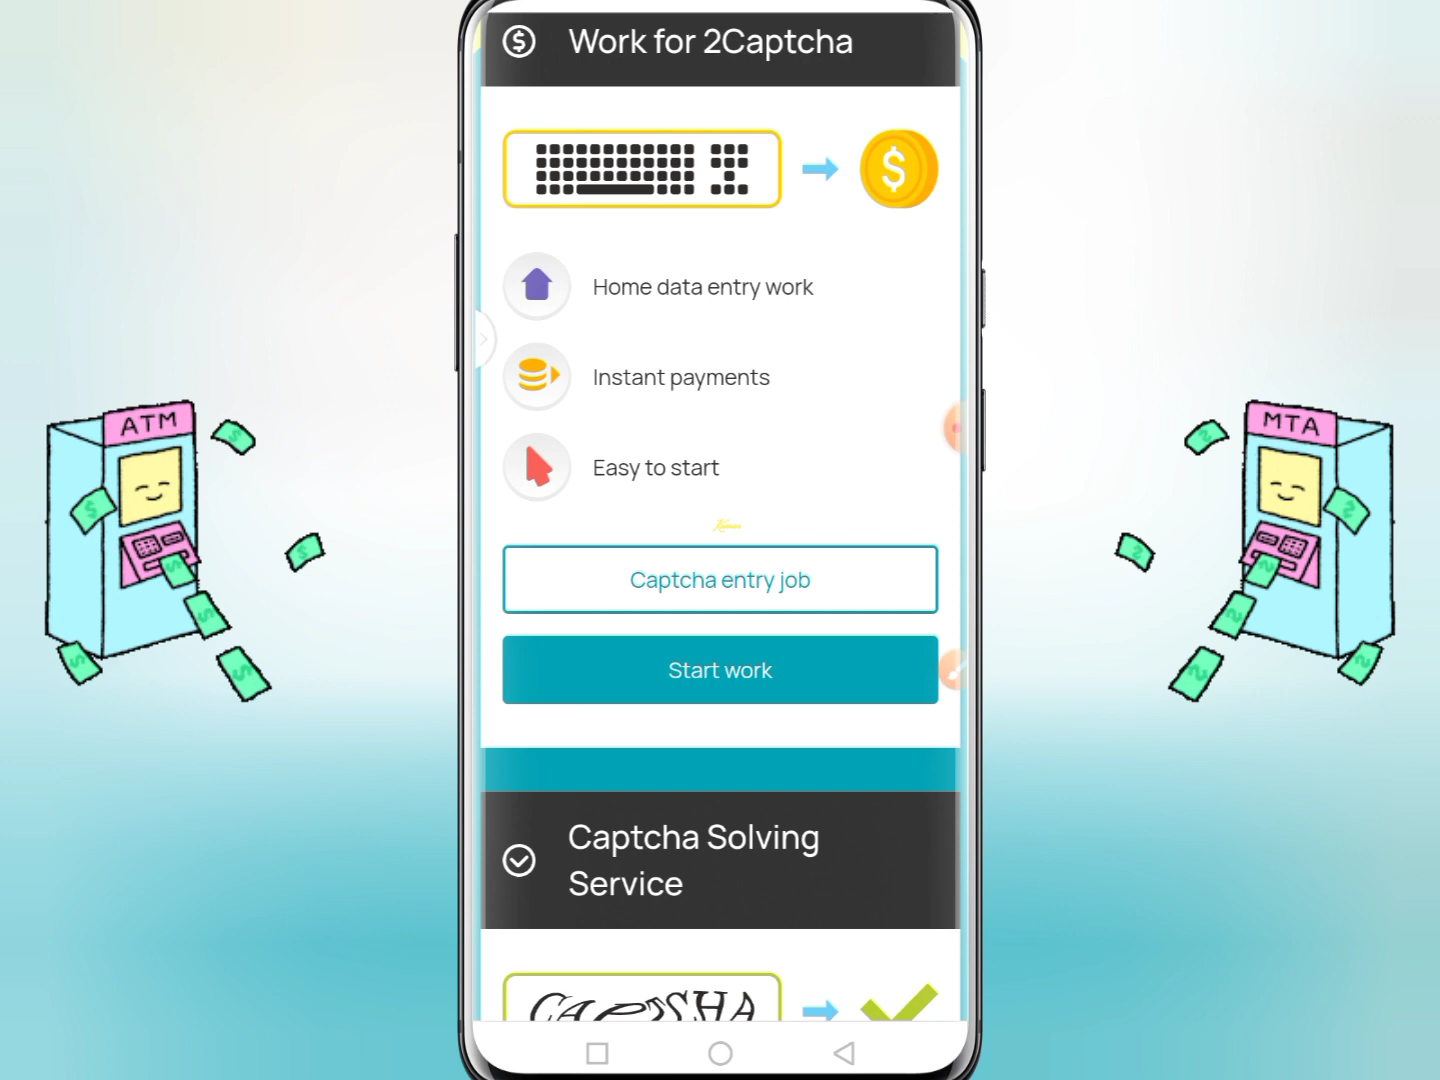 Work for 2Captcha
Home data entry work
Instant payments
Easy to start
Captcha entry job
Start work
Captcha Solving
Service
CAPTSHA
ATM
MTA